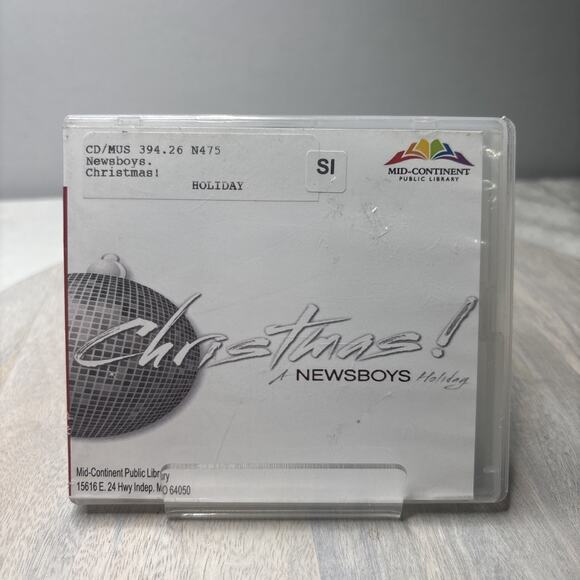 CD/MUS 394.26 N475
Newsboys.
Christmas!
HOLIDAY
SI
MID-CONTINENT
PUBLIC LIBRARY
Christmas!
A NEWSBOYS Holiday
Mid-Continent Public Library
15616 E. 24 Hwy Indep. MO 64050